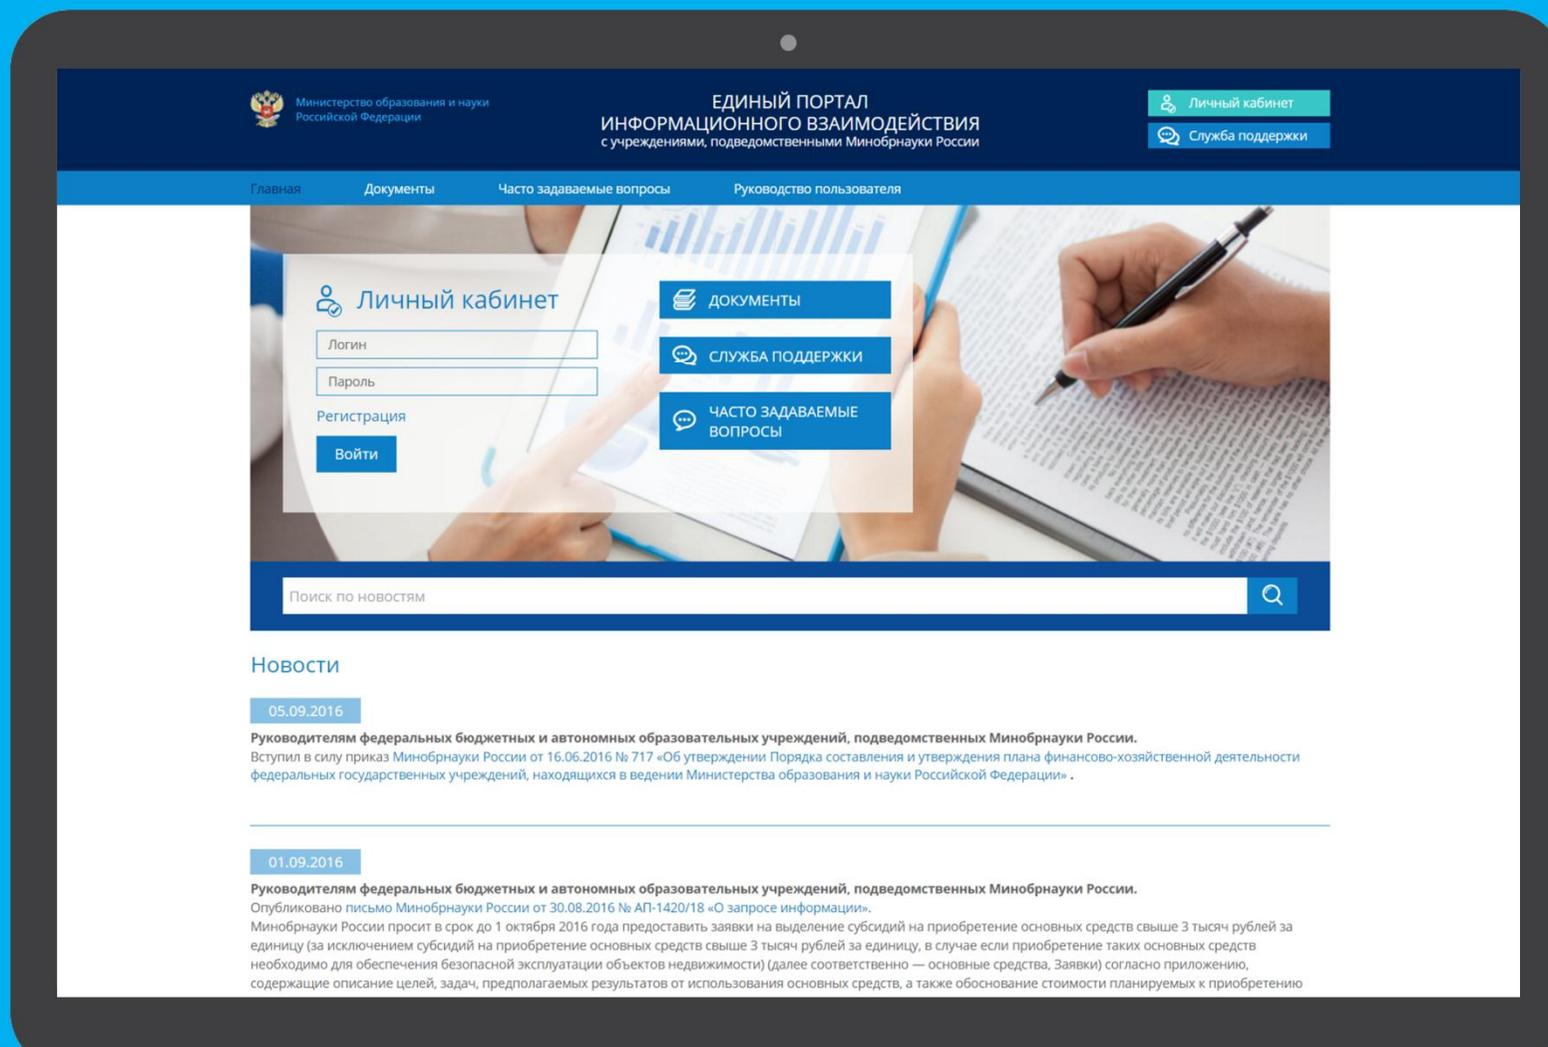 Министерство образования и науки
Российской Федерации
ЕДИНЫЙ ПОРТАЛ
ИНФОРМАЦИОННОГО ВЗАИМОДЕЙСТВИЯ
с учреждениями, подведомственными Минобрнауки России
Личный кабинет
Служба поддержки
Главная
Документы
Часто задаваемые вопросы
Руководство пользователя
Личный кабинет
Логин
Пароль
Регистрация
Войти
ДОКУМЕНТЫ
СЛУЖБА ПОДДЕРЖКИ
ЧАСТО ЗАДАВАЕМЫЕ
ВОПРОСЫ
Поиск по новостям
Новости
05.09.2016
Руководителям федеральных бюджетных и автономных образовательных учреждений, подведомственных Минобрнауки России.
Вступил в силу приказ Минобрнауки России от 16.06.2016 № 717 «Об утверждении Порядка составления и утверждения плана финансово-хозяйственной деятельности
федеральных государственных учреждений, находящихся в ведении Министерства образования и науки Российской Федерации» .
01.09.2016
Руководителям федеральных бюджетных и автономных образовательных учреждений, подведомственных Минобрнауки России.
Опубликовано письмо Минобрнауки России от 30.08.2016 № АП-1420/18 «О запросе информации».
Минобрнауки России просит в срок до 1 октября 2016 года предоставить заявки на выделение субсидий на приобретение основных средств свыше 3 тысяч рублей за
единицу (за исключением субсидий на приобретение основных средств свыше 3 тысяч рублей за единицу, в случае если приобретение таких основных средств
необходимо для обеспечения безопасной эксплуатации объектов недвижимости) (далее соответственно — основные средства, Заявки) согласно приложению,
содержащие описание целей, задач, предполагаемых результатов от использования основных средств, а также обоснование стоимости планируемых к приобретению